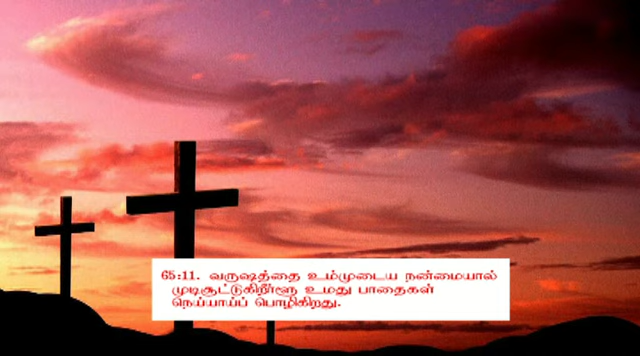 65:11. வருஷத்தை உம்முடைய நன்மையால்
முடிசூட்டுகிறீர்ளூ உமது பாதைகள்
நெய்யாய்ப் பொழிகிறது.